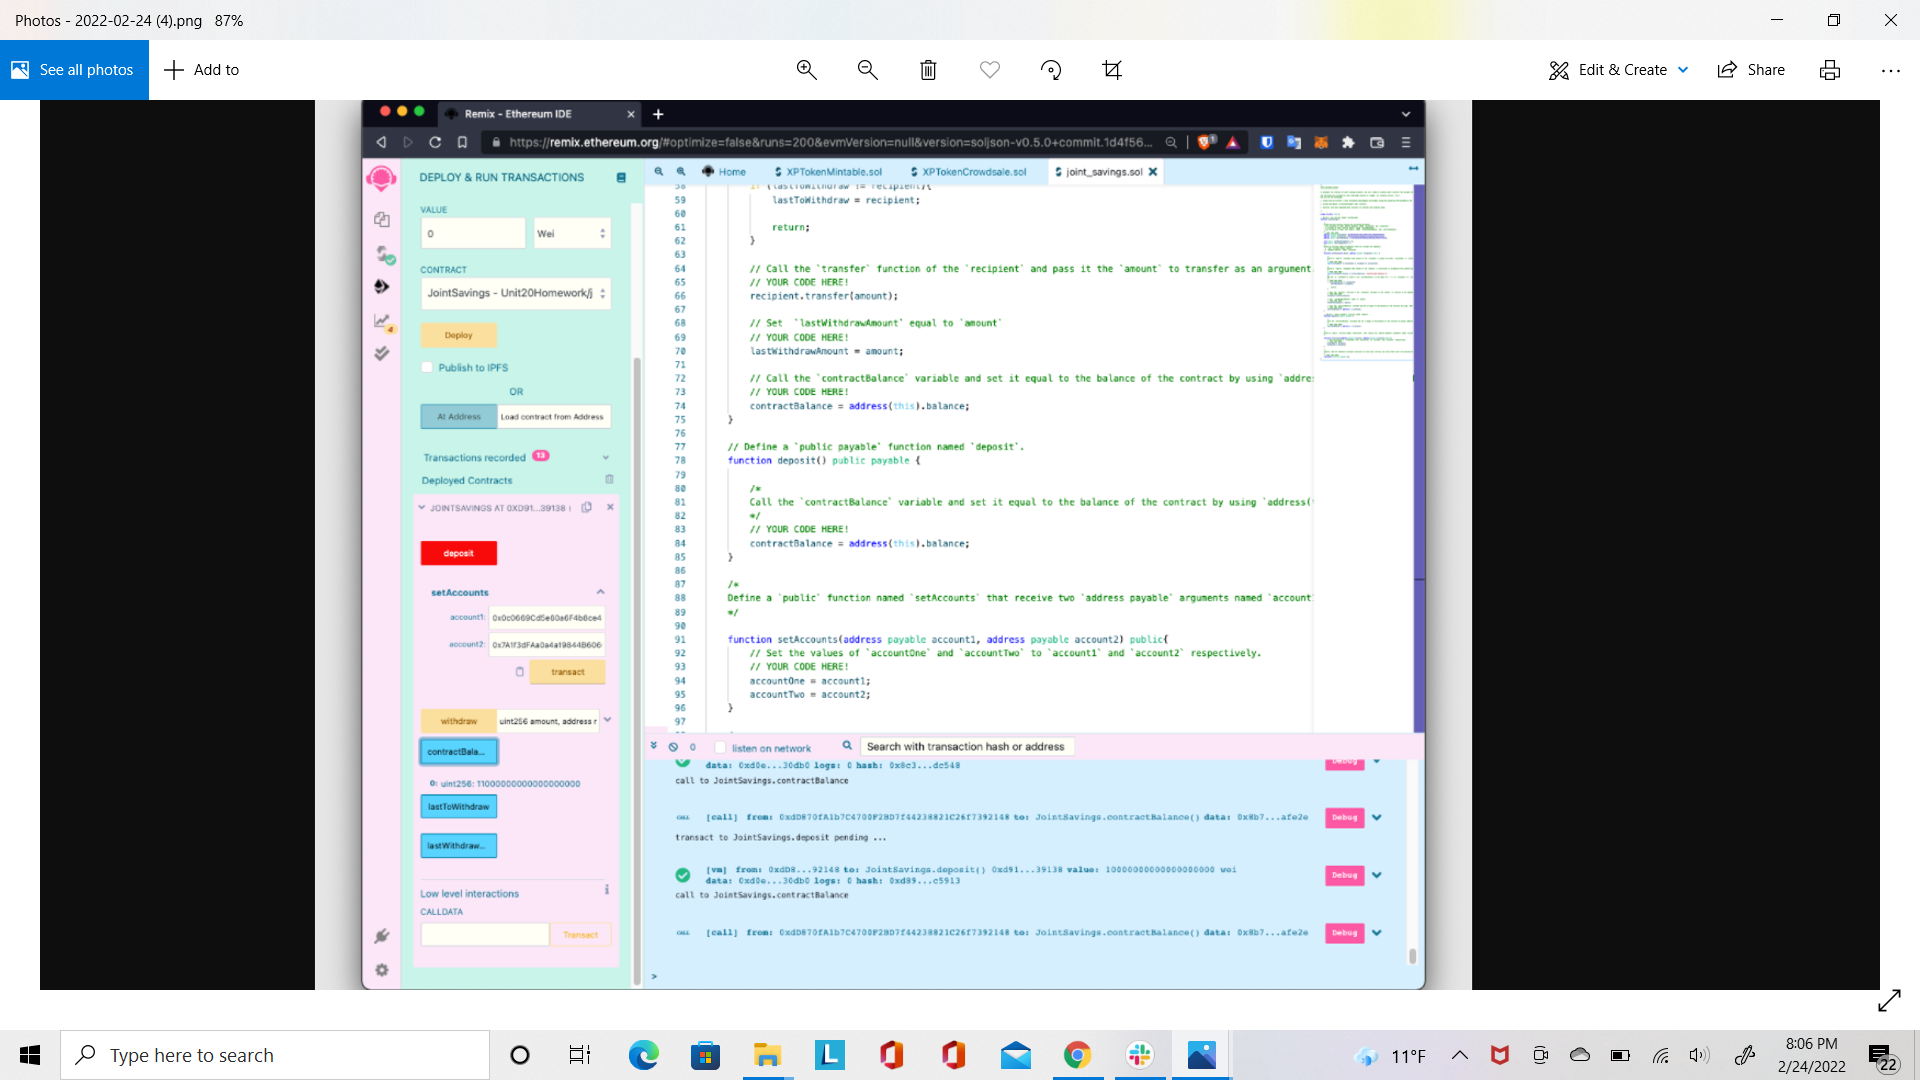 Photos - 2022-02-24 (4).png 87%
See all photos
Add to
Edit & Create
Share
Remix - Ethereum IDE
https://remix.ethereum.org/#optimize=false&runs=200&evmVersion=null&version=soljson-v0.5.0+commit.1d4f56...
DEPLOY & RUN TRANSACTIONS
Home
XPTokenMintable.sol
XPTokenCrowdsale.sol
joint_savings.sol
VALUE
0
Wei
CONTRACT
JointSavings - Unit20Homework/j
Deploy
Publish to IPFS
OR
At Address
Load contract from Address
Transactions recorded 13
Deployed Contracts
JOINTSAVINGS AT 0XD91...39138 (
deposit
setAccounts
account1: 0x0c0669Cd5e60a6F4b8ce4
account2: 0x7A1f3dFAa0a4a19844B606
transact
withdraw
uint256 amount, address r
contractBala...
0: uint256: 11000000000000000000
lastToWithdraw
lastWithdraw...
Low level interactions
CALLDATA
Transact
4
58 if (lastToWithdraw != recipient){
59 lastToWithdraw = recipient;
60
61 return;
62 }
63
64 // Call the `transfer` function of the `recipient` and pass it the `amount` to transfer as an argument
65 // YOUR CODE HERE!
66 recipient.transfer(amount);
67
68 // Set `lastWithdrawAmount` equal to `amount`
69 // YOUR CODE HERE!
70 lastWithdrawAmount = amount;
71
72 // Call the `contractBalance` variable and set it equal to the balance of the contract by using `addre
73 // YOUR CODE HERE!
74 contractBalance = address(this).balance;
75 }
76
77 // Define a `public payable` function named `deposit`.
78 function deposit() public payable {
79
80 /*
81 Call the `contractBalance` variable and set it equal to the balance of the contract by using `address(
82 */
83 // YOUR CODE HERE!
84 contractBalance = address(this).balance;
85 }
86
87 /*
88 Define a `public` function named `setAccounts` that receive two `address payable` arguments named `account
89 */
90
91 function setAccounts(address payable account1, address payable account2) public{
92 // Set the values of `accountOne` and `accountTwo` to `account1` and `account2` respectively.
93 // YOUR CODE HERE!
94 accountOne = account1;
95 accountTwo = account2;
96 }
97
0
listen on network
Search with transaction hash or address
data: 0xd0e...30db0 logs: 0 hash: 0x8c3...dc548
Debug
call to JointSavings.contractBalance
CALL [call] from: 0xdD870fA1b7C4700F2BD7f44238821C26f7392148 to: JointSavings.contractBalance() data: 0x8b7...afe2e
Debug
transact to JointSavings.deposit pending ...
[vm] from: 0xdD8...92148 to: JointSavings.deposit() 0xd91...39138 value: 10000000000000000000 wei
data: 0xd0e...30db0 logs: 0 hash: 0xd89...c5913
Debug
call to JointSavings.contractBalance
CALL [call] from: 0xdD870fA1b7C4700F2BD7f44238821C26f7392148 to: JointSavings.contractBalance() data: 0x8b7...afe2e
Debug
>
Type here to search
11°F
8:06 PM
2/24/2022
22